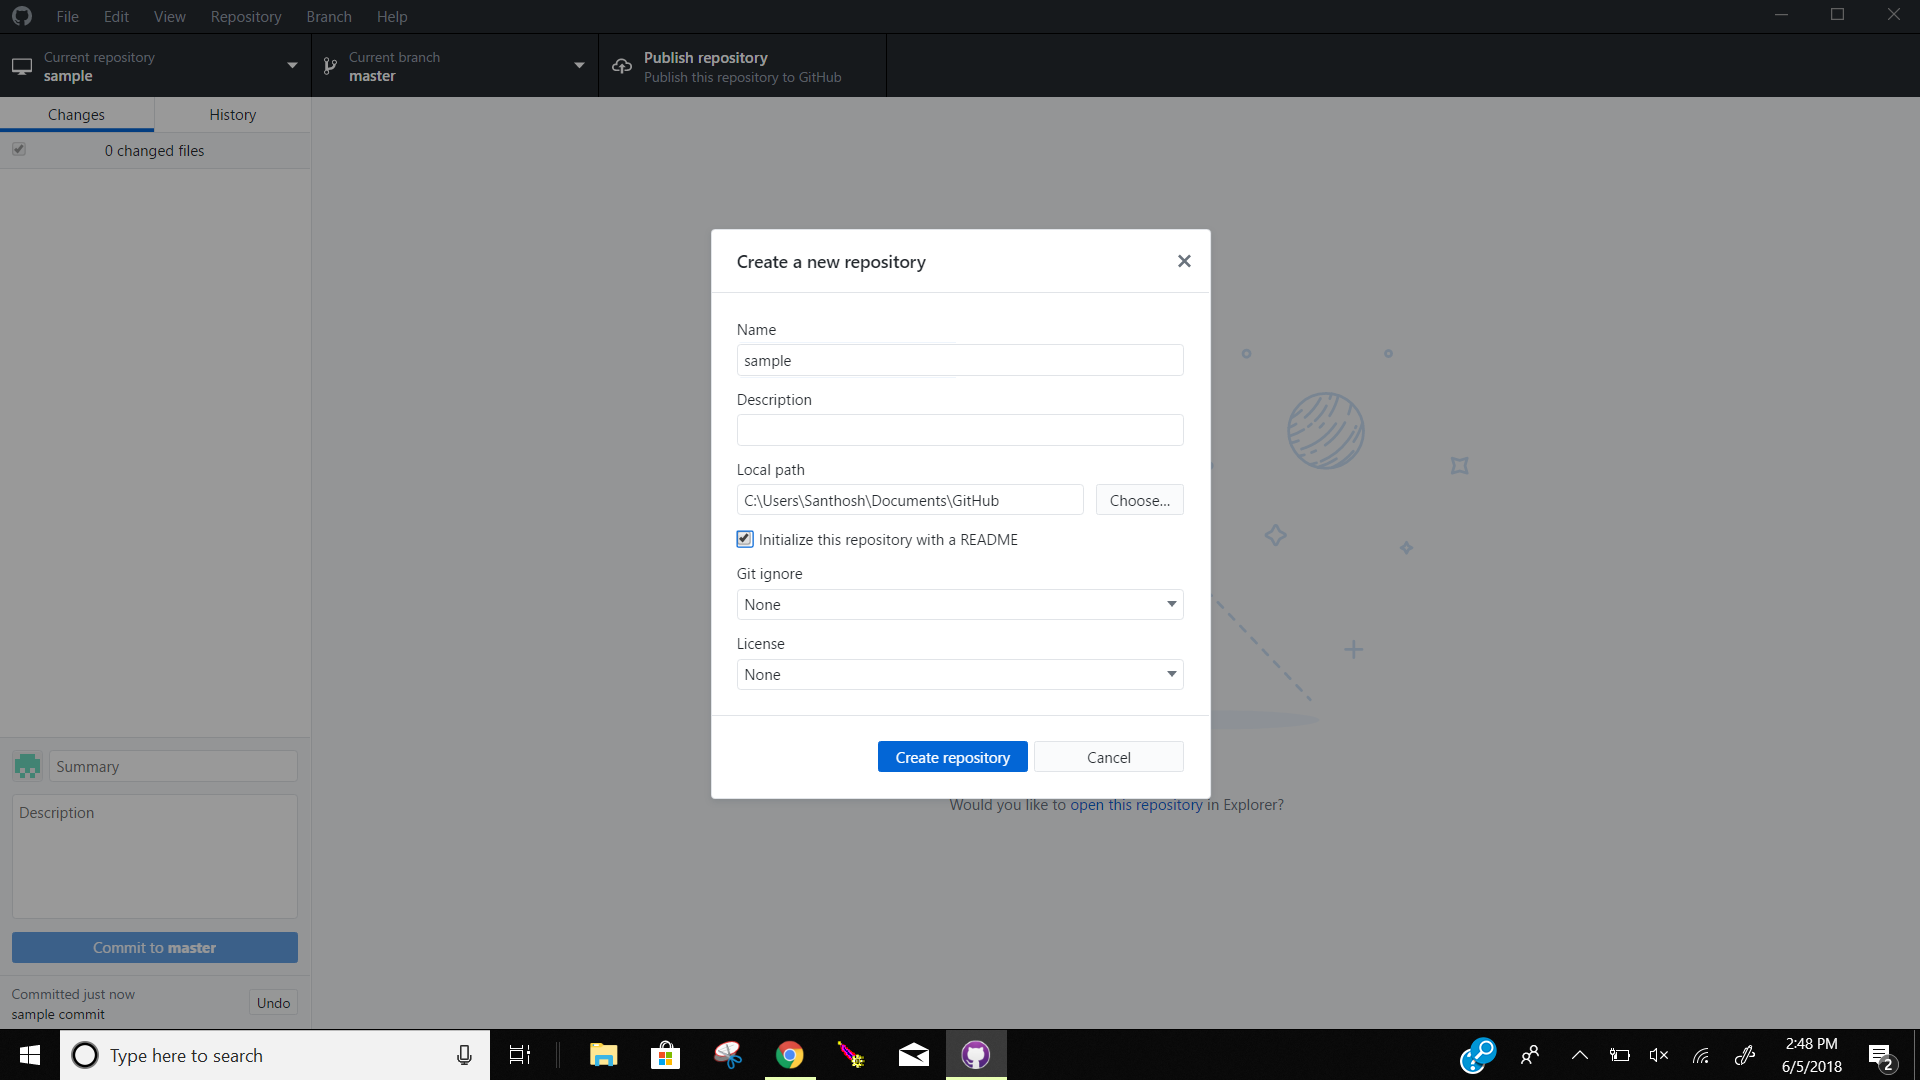 File Edit View Repository Branch Help
Current repository
sample
Current branch
master
Publish repository
Publish this repository to GitHub
Changes
History
0 changed files
Create a new repository
Name
sample
Description
Local path
C:\Users\Santhosh\Documents\GitHub
Choose...
Initialize this repository with a README
Git ignore
None
License
None
Create repository
Cancel
Would you like to open this repository in Explorer?
Summary
Description
Commit to master
Committed just now
sample commit
Undo
Type here to search
2:48 PM
6/5/2018
2